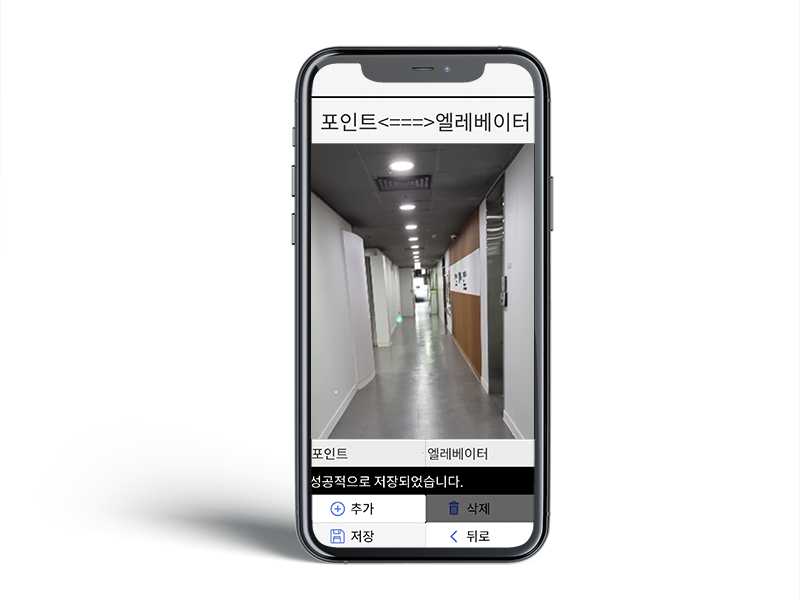 포인트<===>엘레베이터
포인트 엘레베이터
성공적으로 저장되었습니다.
추가 삭제
저장 뒤로